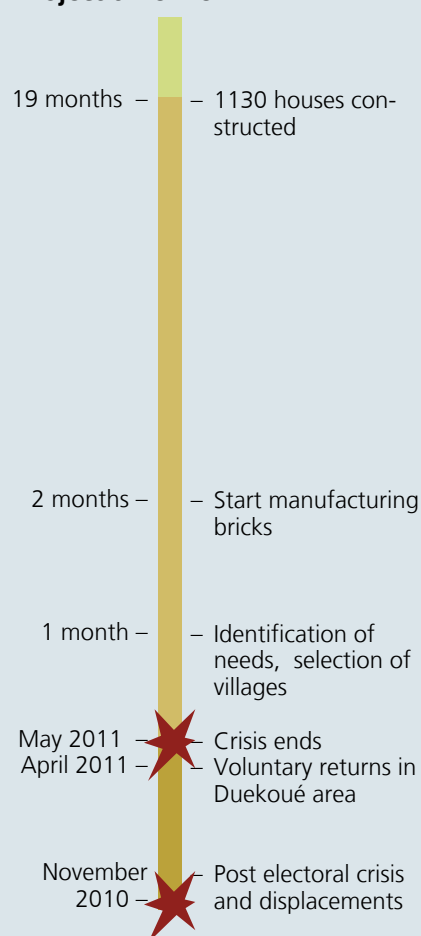 19 months – – 1130 houses con-
structed
2 months – – Start manufacturing
bricks
1 month – – Identification of
needs, selection of
villages
May 2011 – – Crisis ends
April 2011 – – Voluntary returns in
Duekoué area
November – Post electoral crisis
2010 – and displacements